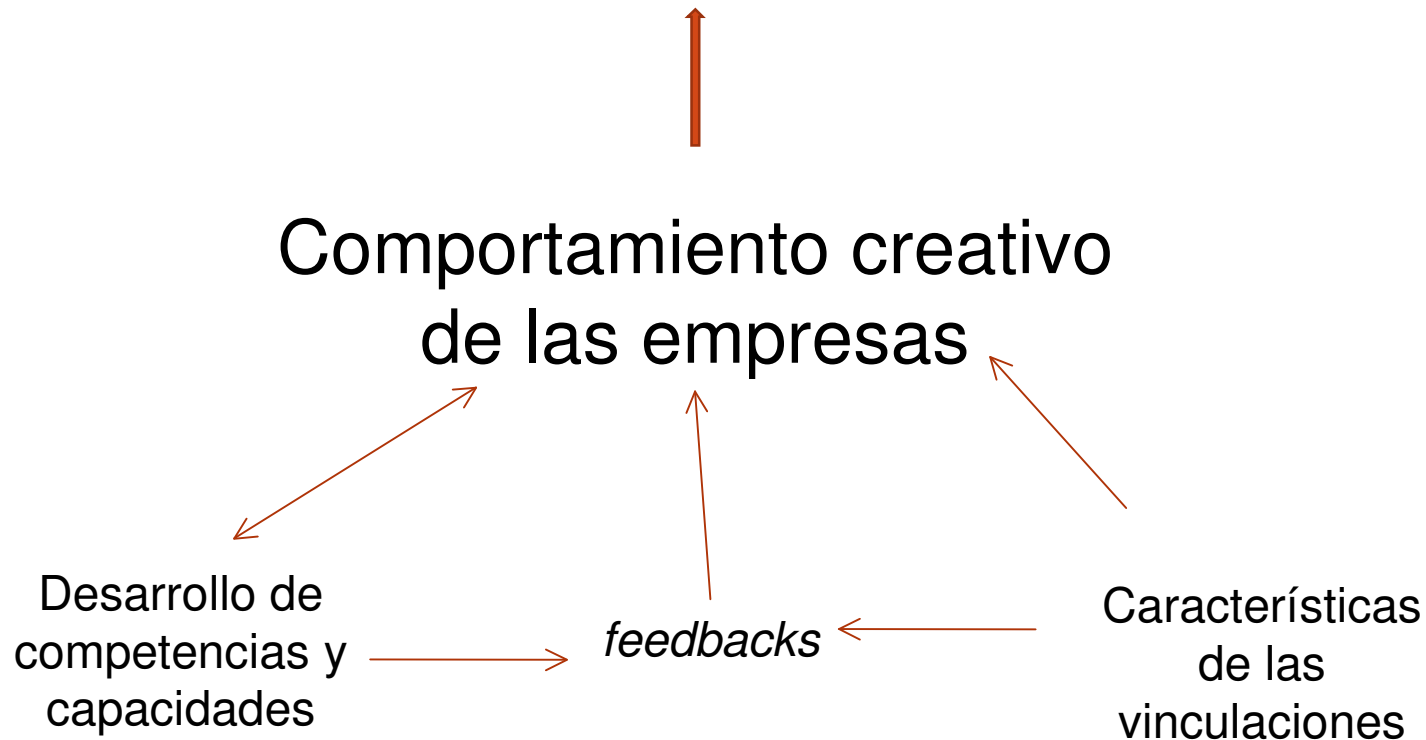 Comportamiento creativo
de las empresas
Desarrollo de
competencias y
capacidades
feedbacks
Características
de las
vinculaciones